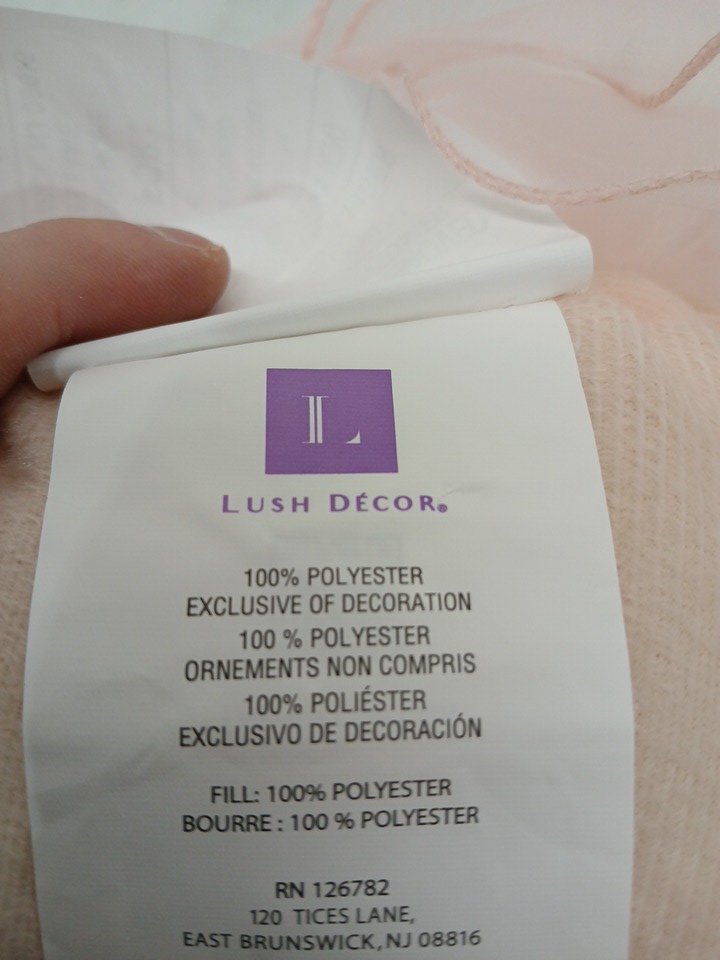 L
LUSH DÉCOR®
100% POLYESTER
EXCLUSIVE OF DECORATION
100 % POLYESTER
ORNEMENTS NON COMPRIS
100% POLIÉSTER
EXCLUSIVO DE DECORACIÓN
FILL: 100% POLYESTER
BOURRE : 100 % POLYESTER
RN 126782
120 TICES LANE,
EAST BRUNSWICK, NJ 08816